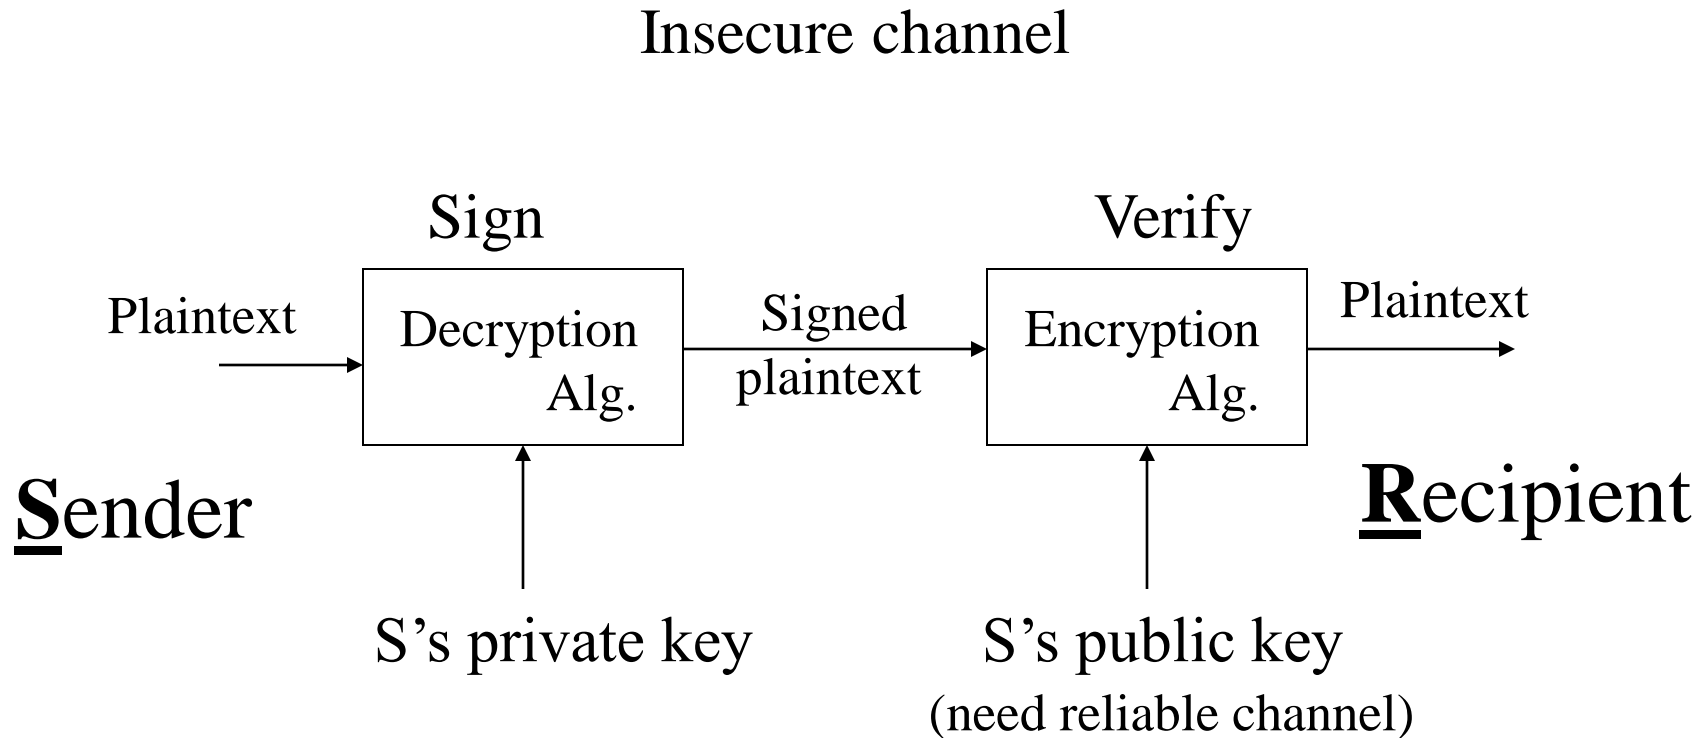 Insecure channel
Sign
Verify
Plaintext
Decryption
Alg.
Signed
plaintext
Encryption
Alg.
Plaintext
Sender
Recipient
S’s private key
S’s public key
(need reliable channel)